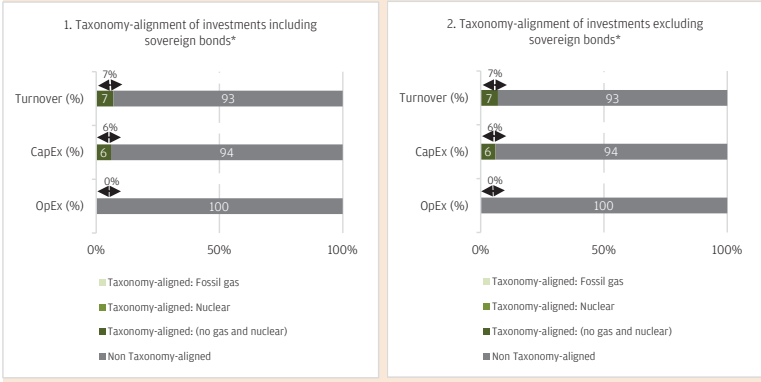 1. Taxonomy-alignment of investments including
sovereign bonds*
7%
Turnover (%)
7
93
6%
CapEx (%)
6
94
0%
OpEx (%)
100
0%
50%
100%
Taxonomy-aligned: Fossil gas
Taxonomy-aligned: Nuclear
Taxonomy-aligned: (no gas and nuclear)
Non Taxonomy-aligned
2. Taxonomy-alignment of investments excluding
sovereign bonds*
7%
Turnover (%)
7
93
6%
CapEx (%)
6
94
0%
OpEx (%)
100
0%
50%
100%
Taxonomy-aligned: Fossil gas
Taxonomy-aligned: Nuclear
Taxonomy-aligned: (no gas and nuclear)
Non Taxonomy-aligned